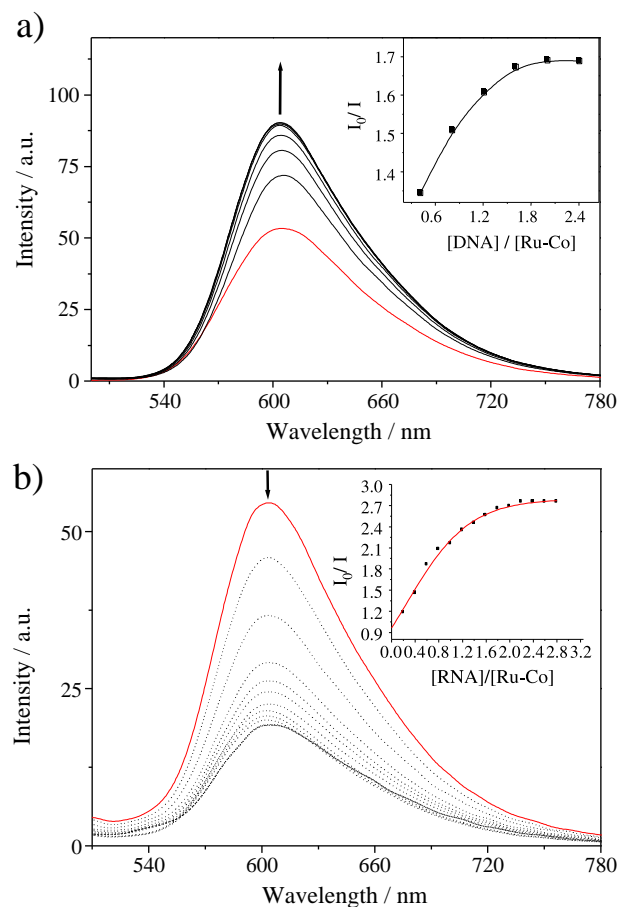 a)
Intensity / a.u.
100
75
50
25
0
540 600 660 720 780
Wavelength / nm
I0/ I
1.7
1.6
1.5
1.4
0.6 1.2 1.8 2.4
[DNA] / [Ru-Co]
b)
Intensity / a.u.
50
25
0
540 600 660 720 780
Wavelength / nm
I0/ I
3.0
2.7
2.4
2.1
1.8
1.5
1.2
0.9
0.0 0.4 0.8 1.2 1.6 2.0 2.4 2.8 3.2
[RNA]/[Ru-Co]